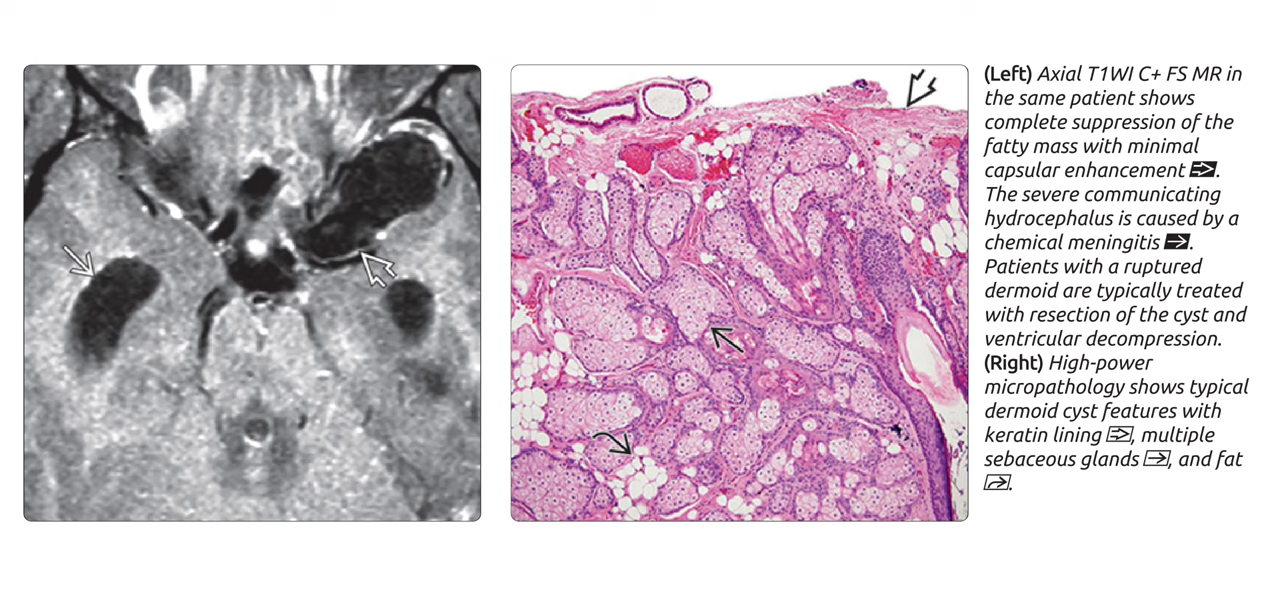 (Left) Axial T1WI C+ FS MR in
the same patient shows
complete suppression of the
fatty mass with minimal
capsular enhancement ⮊.
The severe communicating
hydrocephalus is caused by a
chemical meningitis ➡.
Patients with a ruptured
dermoid are typically treated
with resection of the cyst and
ventricular decompression.
(Right) High-power
micropathology shows typical
dermoid cyst features with
keratin lining ⇨, multiple
sebaceous glands →, and fat
↷.